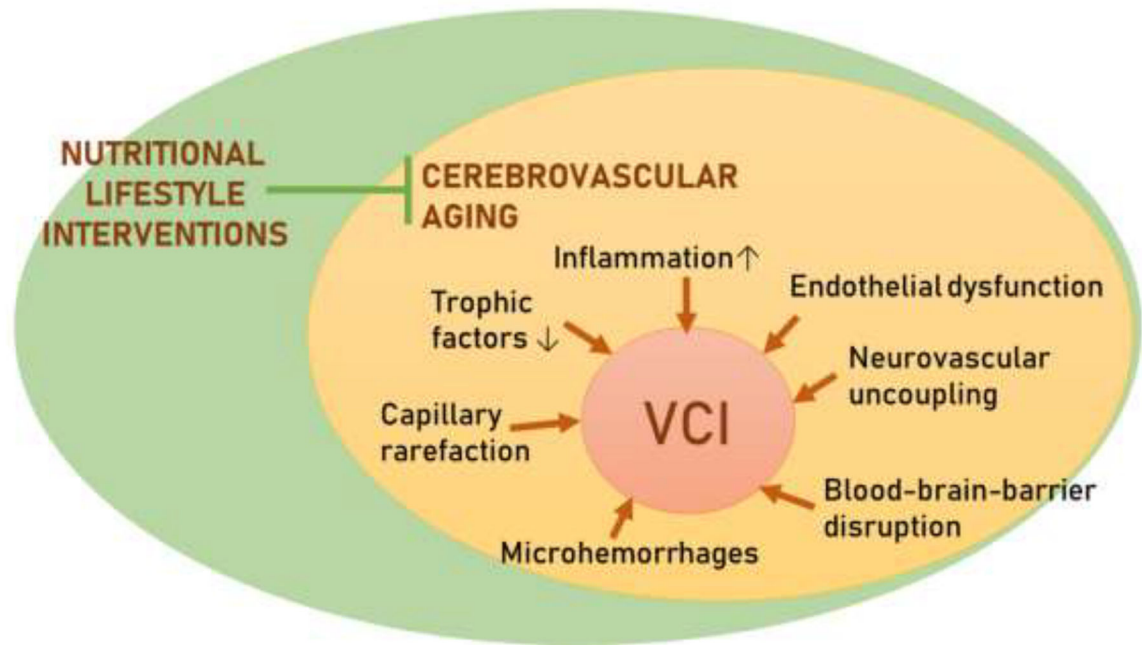 NUTRITIONAL
LIFESTYLE
INTERVENTIONS
CEREBROVASCULAR
AGING
Inflammation ↑
Endothelial dysfunction
Trophic
factors ↓
Neurovascular
uncoupling
Capillary
rarefaction
VCI
Blood-brain-barrier
disruption
Microhemorrhages